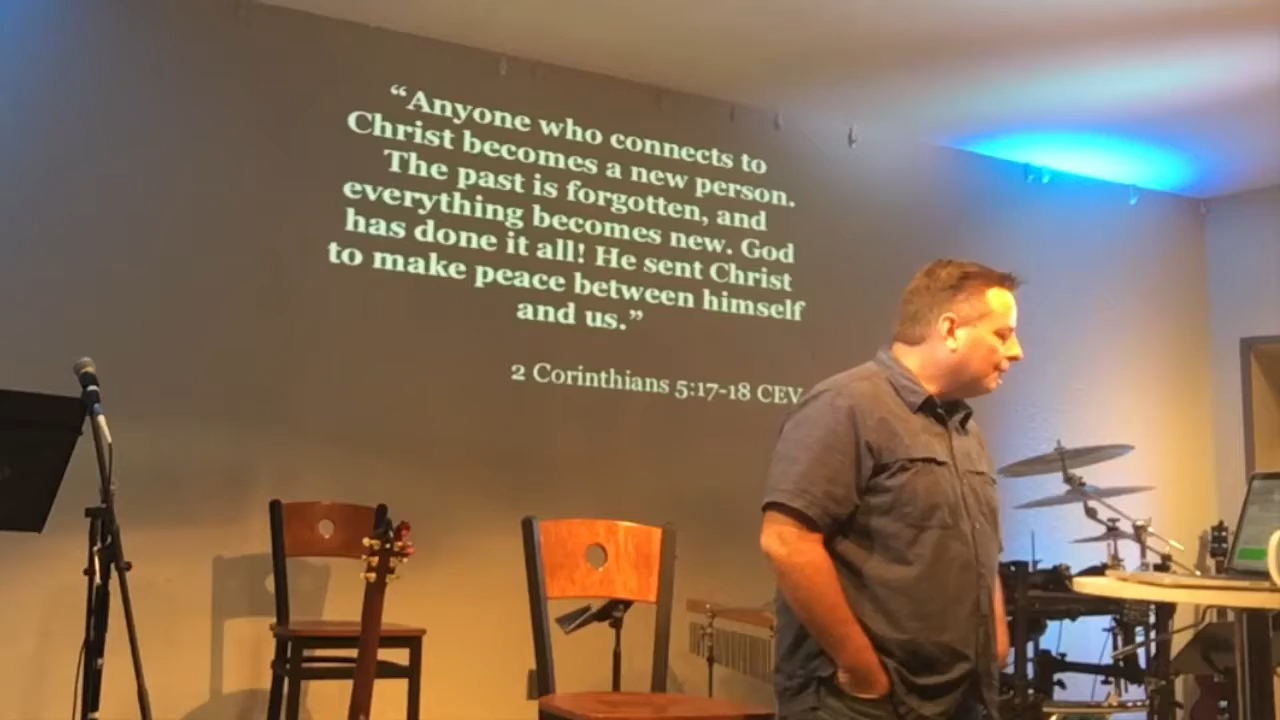 “Anyone who connects to
Christ becomes a new person.
The past is forgotten, and
everything becomes new. God
has done it all! He sent Christ
to make peace between himself
and us.”
2 Corinthians 5:17-18 CEV